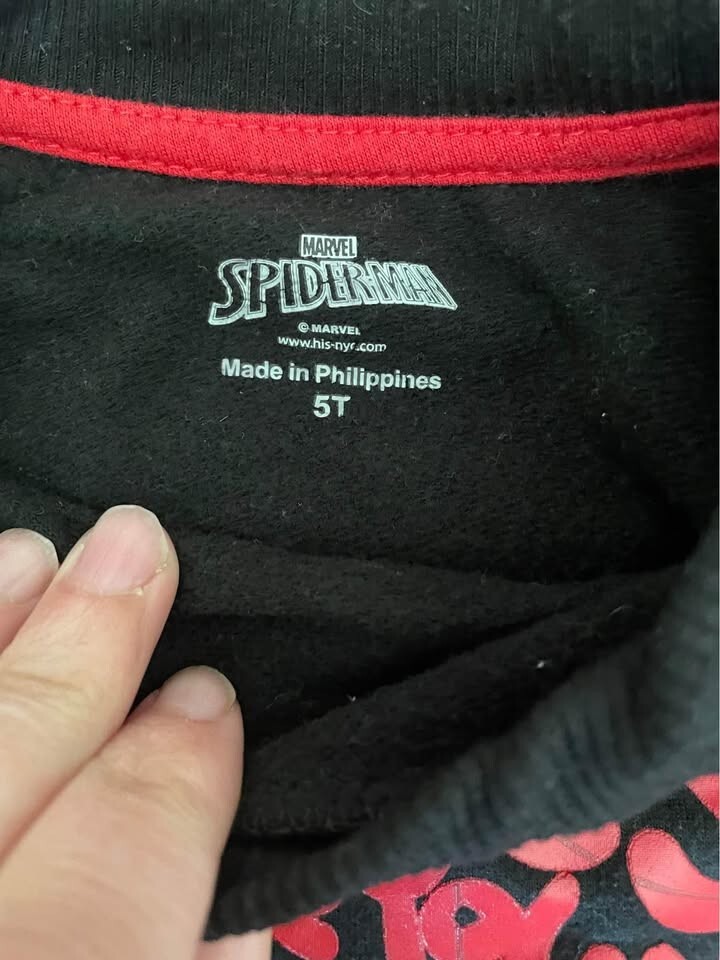 MARVEL
SPIDER-MAN
© MARVEL
www.his-nyc.com
Made in Philippines
5T